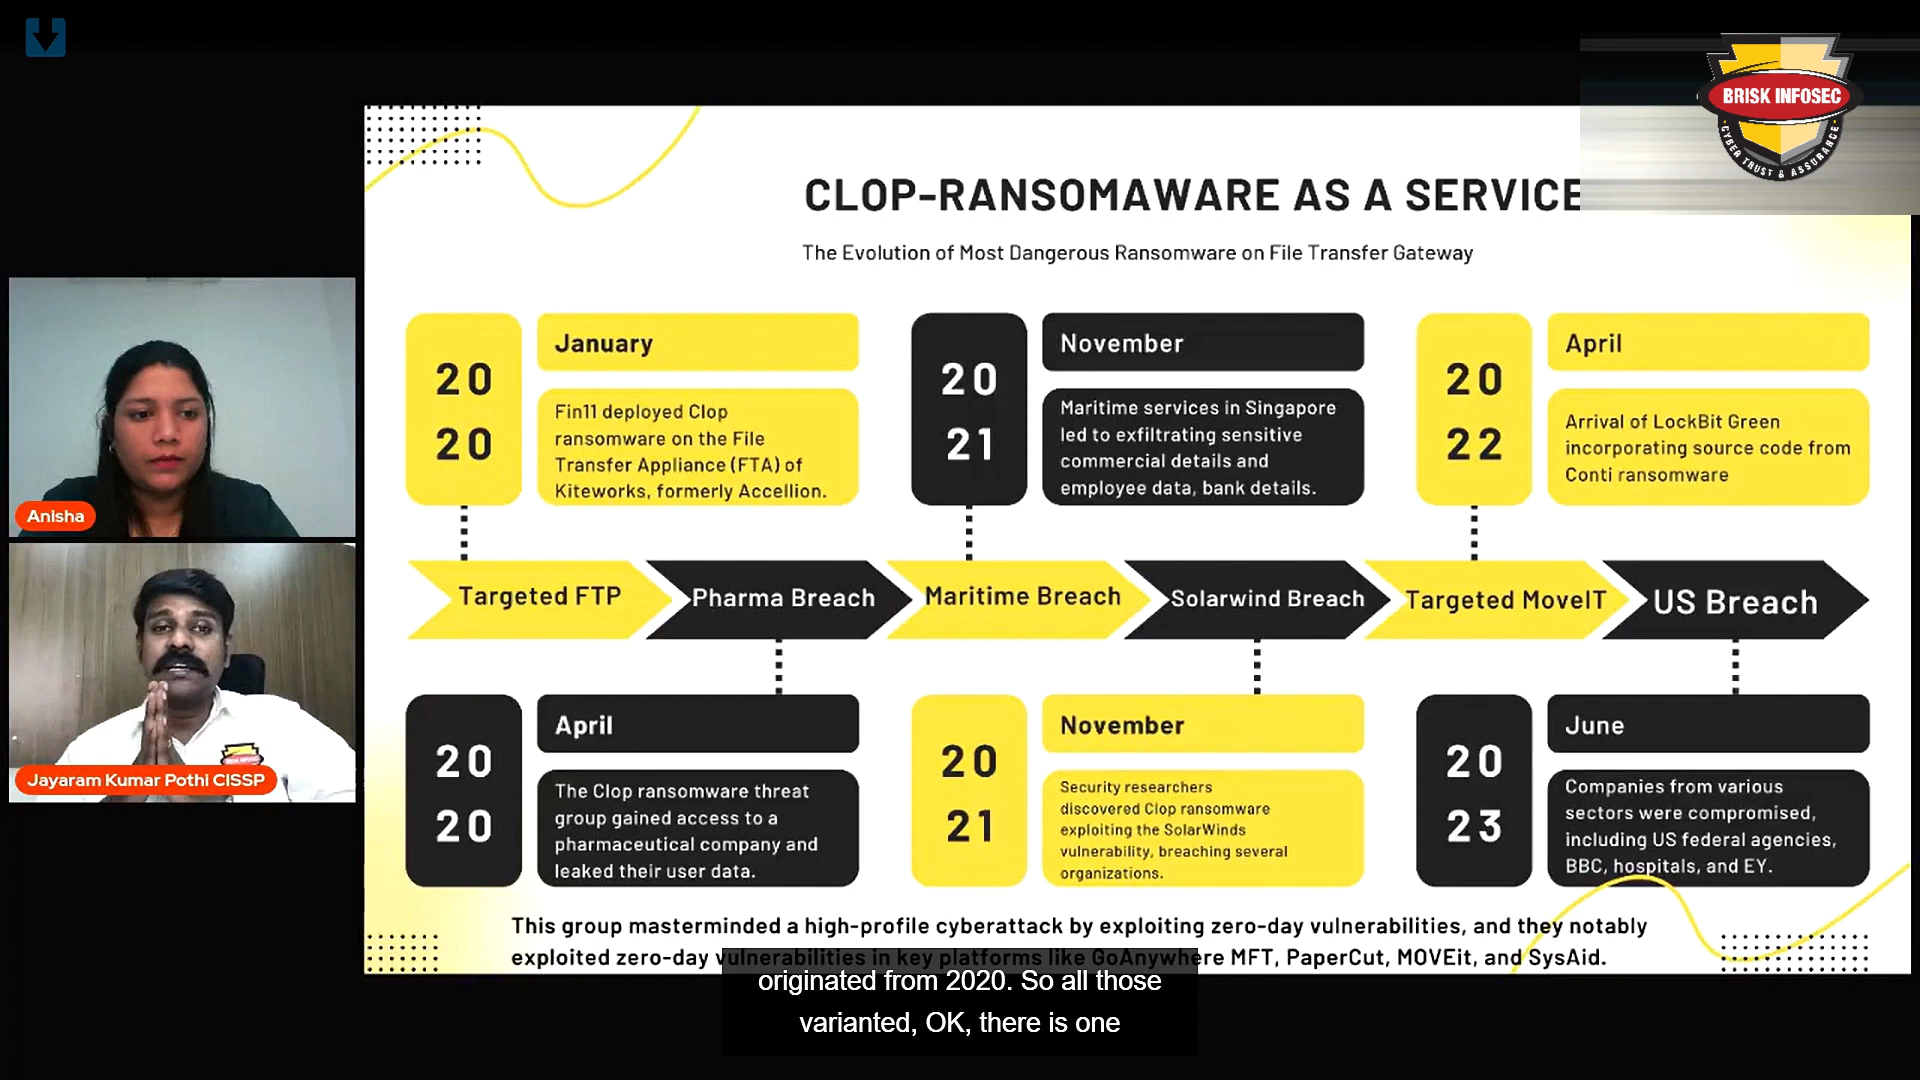 BRISK INFOSEC
CYBER TRUST & ASSURANCE
CLOP-RANSOMAWARE AS A SERVICE
The Evolution of Most Dangerous Ransomware on File Transfer Gateway
20
20
January
Fin11 deployed Clop
ransomware on the File
Transfer Appliance (FTA) of
Kiteworks, formerly Accellion.
20
21
November
Maritime services in Singapore
led to exfiltrating sensitive
commercial details and
employee data, bank details.
20
22
April
Arrival of LockBit Green
incorporating source code from
Conti ransomware
Anisha
Jayaram Kumar Pothi CISSP
BRISK INFOSEC
Targeted FTP
Pharma Breach
Maritime Breach
Solarwind Breach
Targeted MoveIT
US Breach
20
20
April
The Clop ransomware threat
group gained access to a
pharmaceutical company and
leaked their user data.
20
21
November
Security researchers
discovered Clop ransomware
exploiting the SolarWinds
vulnerability, breaching several
organizations.
20
23
June
Companies from various
sectors were compromised,
including US federal agencies,
BBC, hospitals, and EY.
This group masterminded a high-profile cyberattack by exploiting zero-day vulnerabilities, and they notably
exploited zero-day vulnerabilities in key platforms like GoAnywhere MFT, PaperCut, MOVEit, and SysAid.
originated from 2020. So all those
varianted, OK, there is one